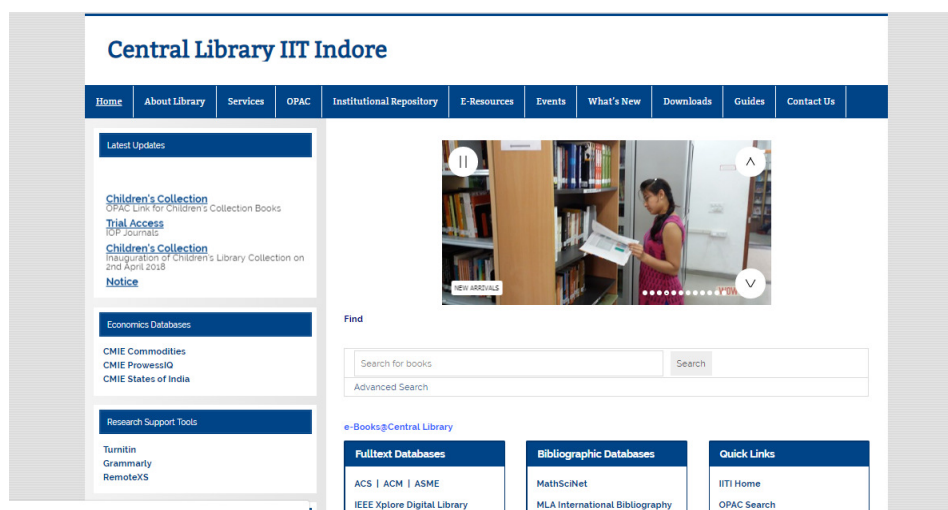 Central Library IIT Indore
Home About Library Services OPAC Institutional Repository E-Resources Events What's New Downloads Guides Contact Us
Latest Updates
Children's Collection
OPAC Link for Children's Collection Books
Trial Access
IOP Journals
Children's Collection
Inauguration of Children's Library Collection on
2nd April 2018
Notice
Economics Databases
CMIE Commodities
CMIE ProwessIQ
CMIE States of India
Research Support Tools
Turnitin
Grammarly
RemoteXS
NEW ARRIVALS
Find
Search for books Search
Advanced Search
e-Books@Central Library
Fulltext Databases
ACS | ACM | ASME
IEEE Xplore Digital Library
Bibliographic Databases
MathSciNet
MLA International Bibliography
Quick Links
IITI Home
OPAC Search